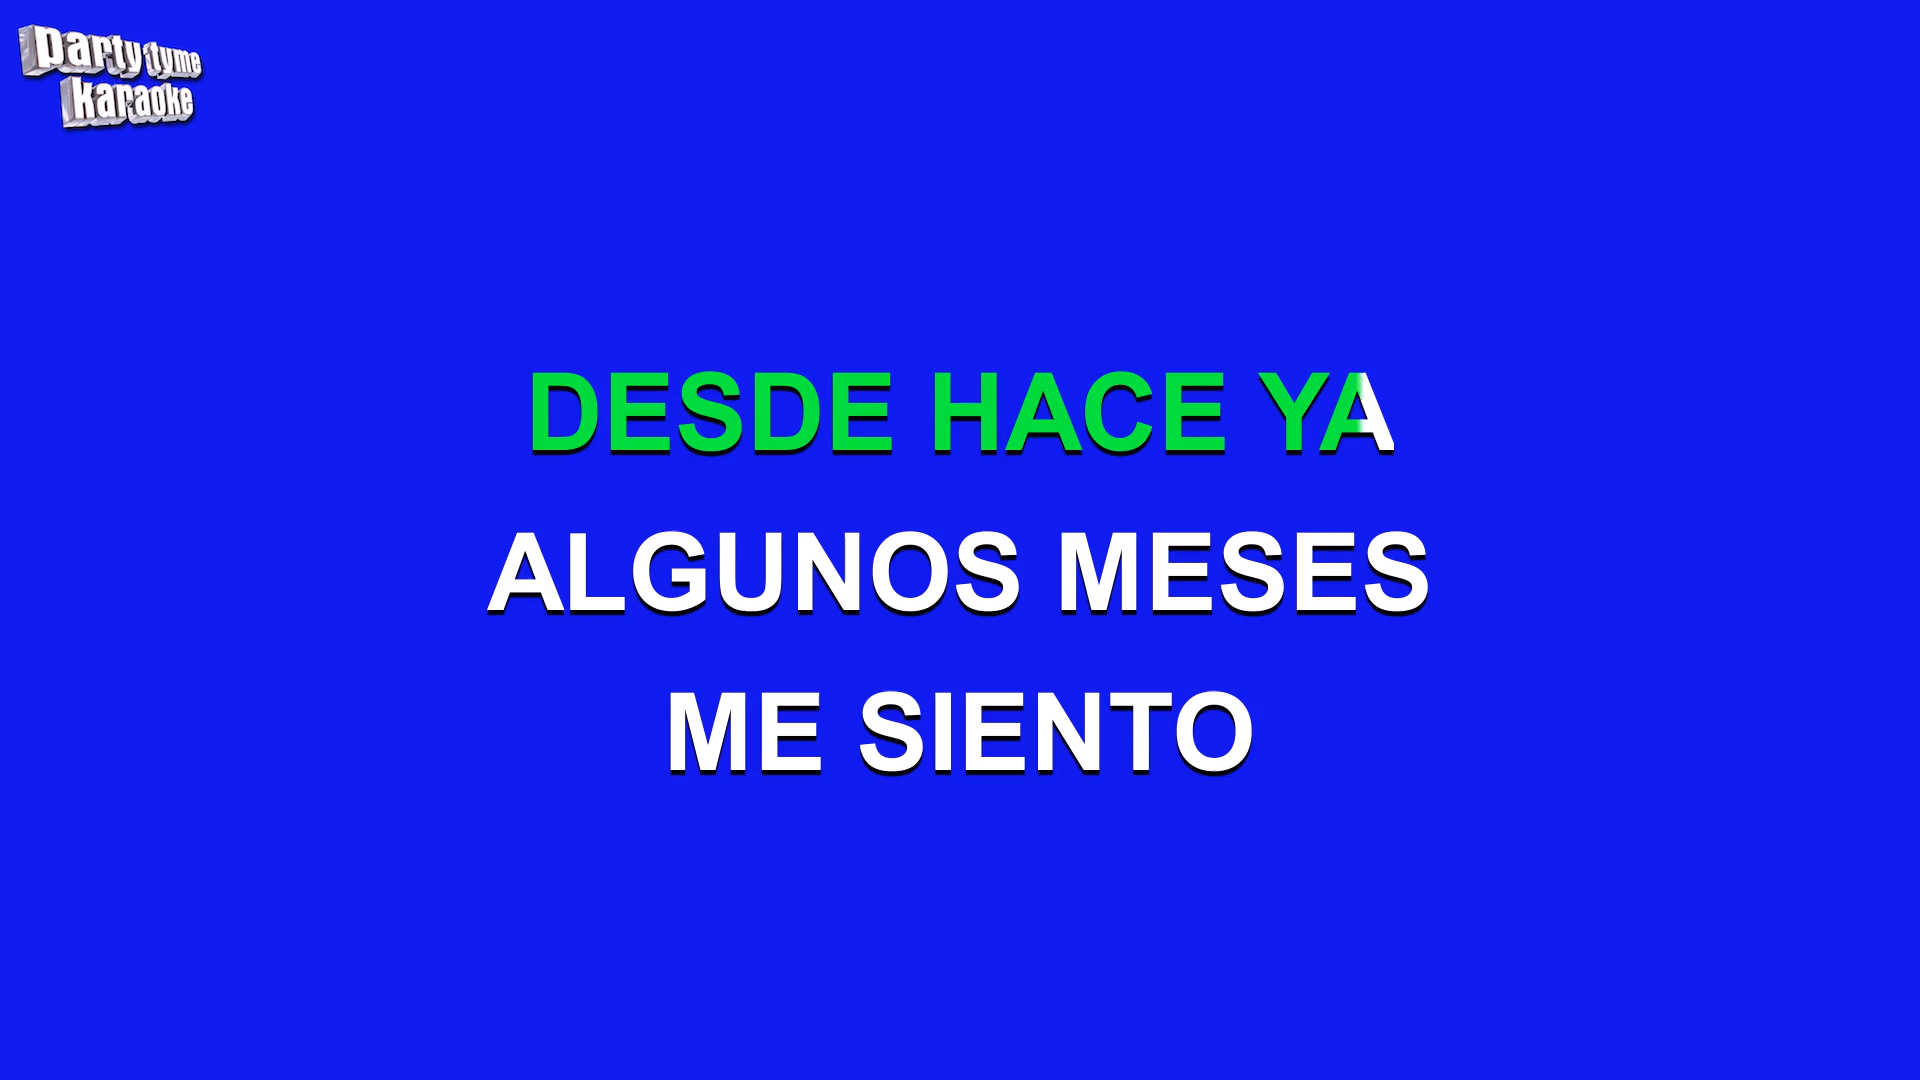 party tyme
karaoke
DESDE HACE YA
ALGUNOS MESES
ME SIENTO